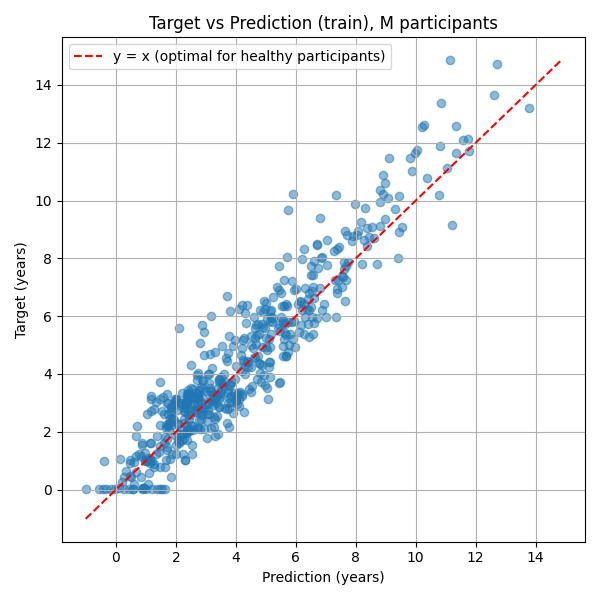 Target vs Prediction (train), M participants
y = x (optimal for healthy participants)
14
12
10
8
6
4
2
0
Target (years)
0 2 4 6 8 10 12 14
Prediction (years)